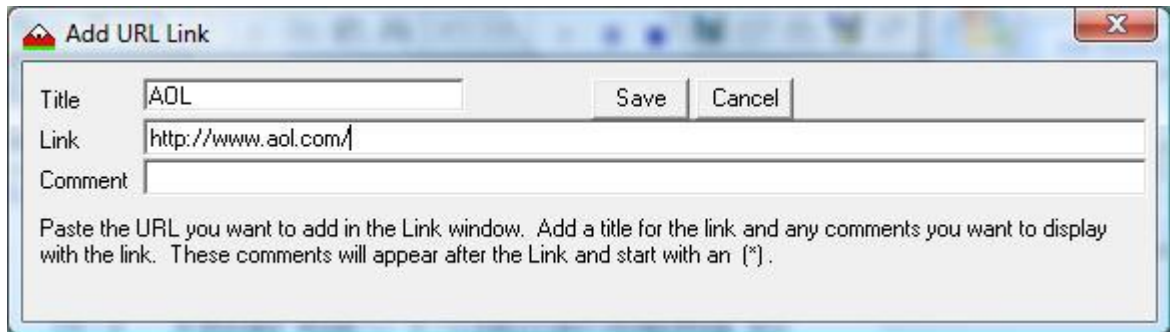 Add URL Link
Title AOL Save Cancel
Link http://www.aol.com/
Comment
Paste the URL you want to add in the Link window.  Add a title for the link and any comments you want to display
with the link.  These comments will appear after the Link and start with an  (*) .